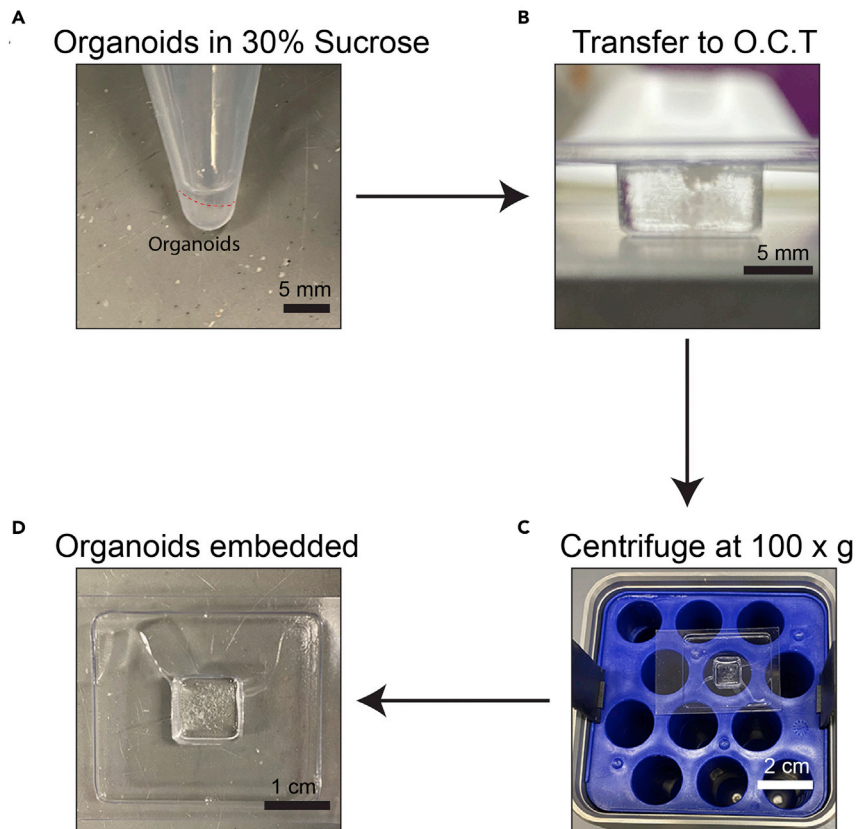 A
Organoids in 30% Sucrose
Organoids
5 mm
B
Transfer to O.C.T
5 mm
C
Centrifuge at 100 x g
2 cm
D
Organoids embedded
1 cm